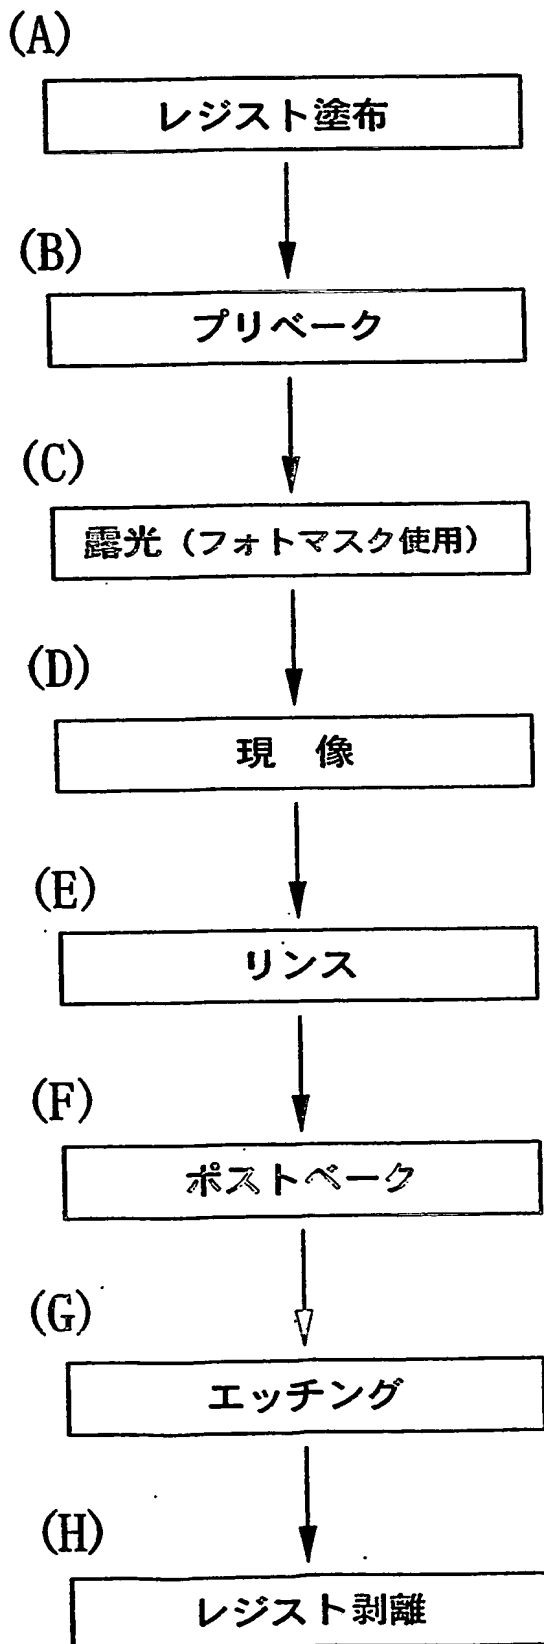 (A)
レジスト塗布
(B)
プリベーク
(C)
露光（フォトマスク使用）
(D)
現　像
(E)
リンス
(F)
ポストベーク
(G)
エッチング
(H)
レジスト剥離